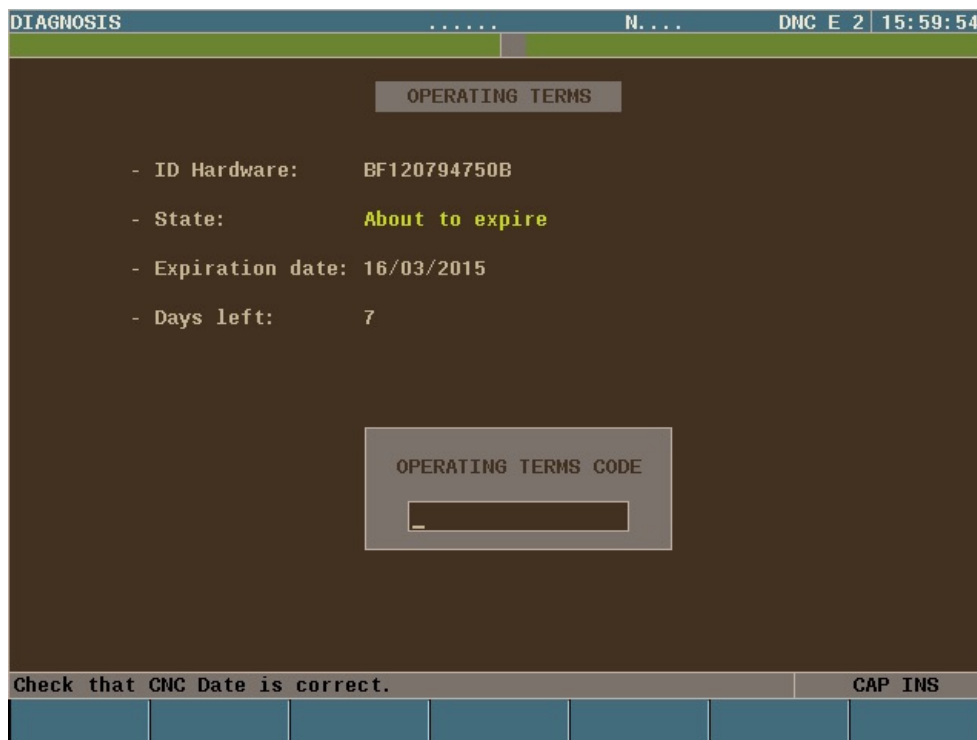 DIAGNOSIS ...... N.... DNC E 2 15:59:54
OPERATING TERMS
- ID Hardware: BF120794750B
- State: About to expire
- Expiration date: 16/03/2015
- Days left: 7
OPERATING TERMS CODE
_
Check that CNC Date is correct. CAP INS